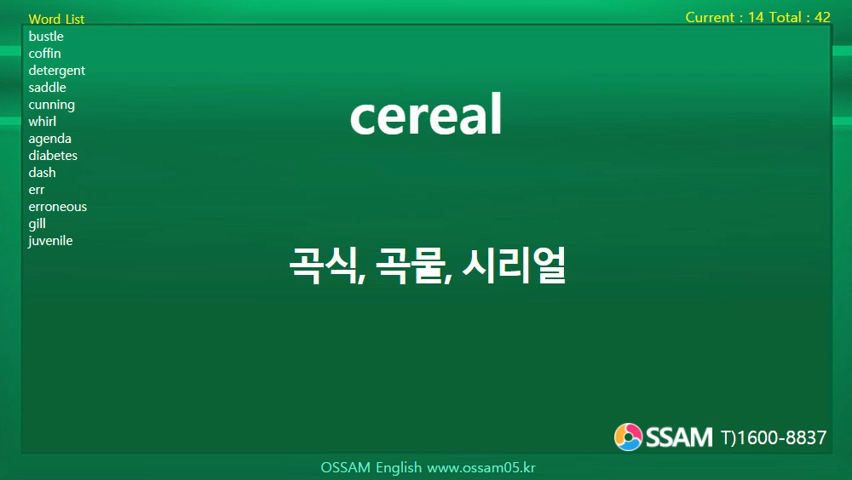 Word List
Current : 14 Total : 42
bustle
coffin
detergent
saddle
cunning
whirl
agenda
diabetes
dash
err
erroneous
gill
juvenile
cereal
곡식, 곡물, 시리얼
SSAM T)1600-8837
OSSAM English www.ossam05.kr